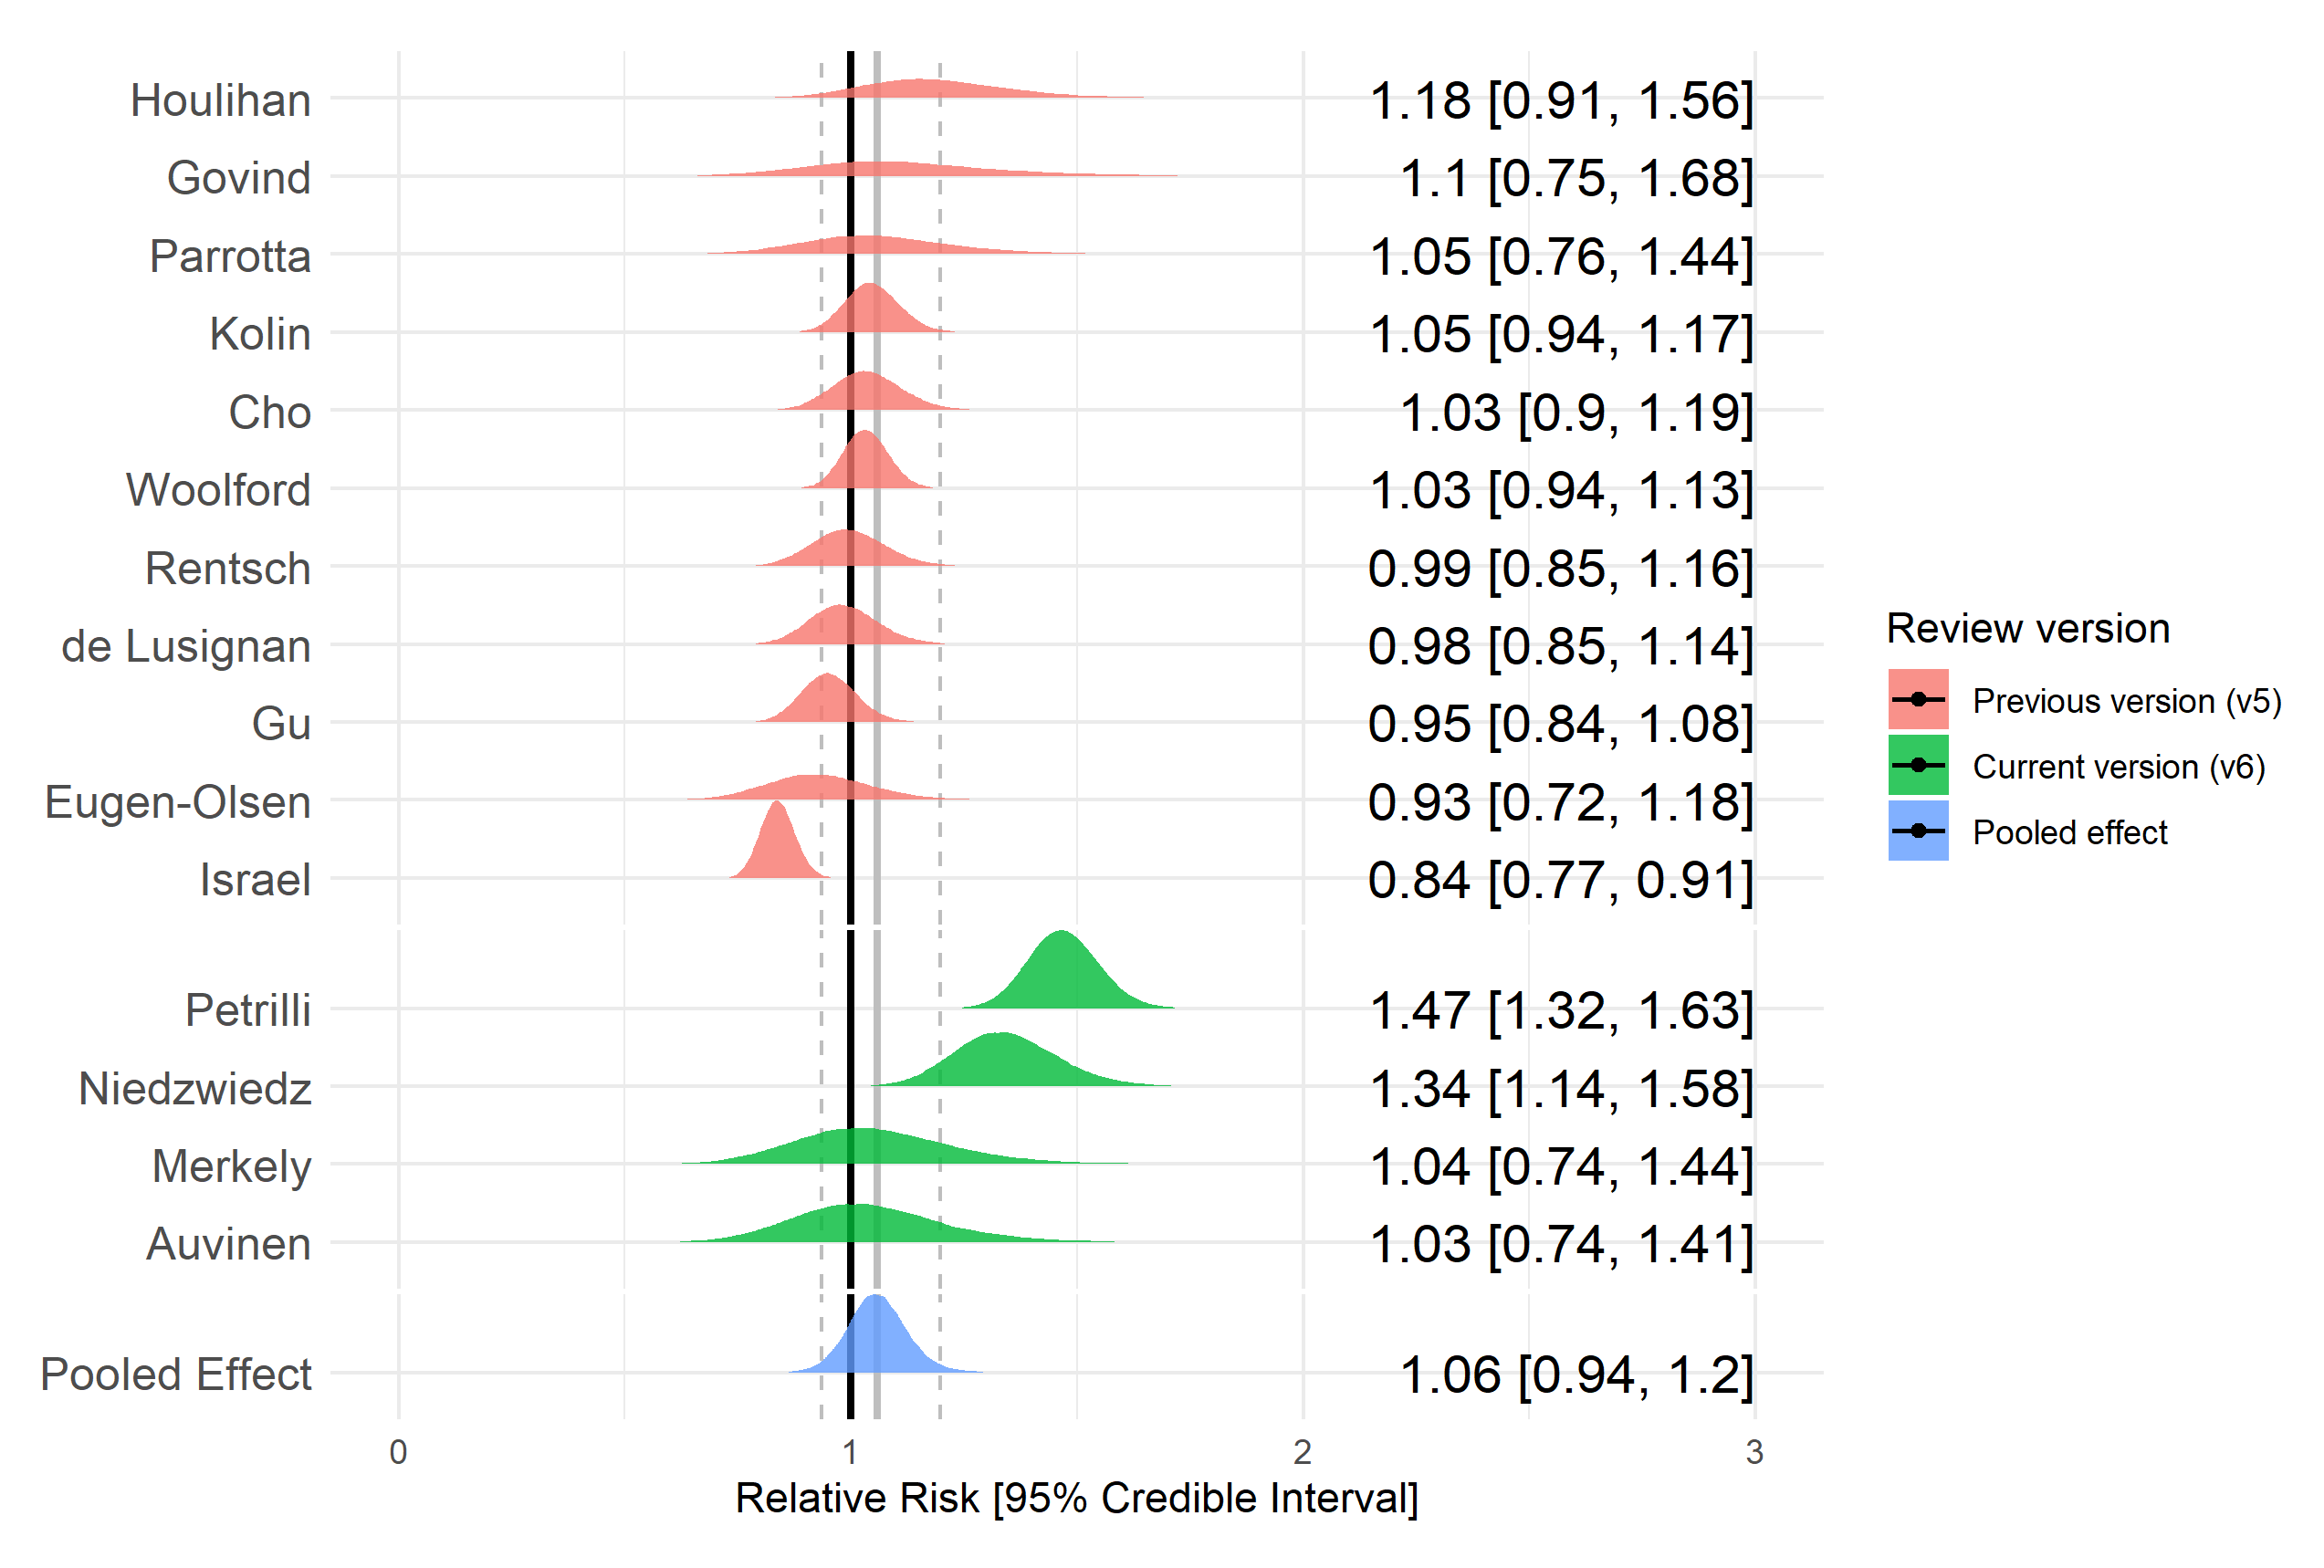 Houlihan 1.18 [0.91, 1.56]
Govind 1.1 [0.75, 1.68]
Parrotta 1.05 [0.76, 1.44]
Kolin 1.05 [0.94, 1.17]
Cho 1.03 [0.9, 1.19]
Woolford 1.03 [0.94, 1.13]
Rentsch 0.99 [0.85, 1.16]
de Lusignan 0.98 [0.85, 1.14]
Gu 0.95 [0.84, 1.08]
Eugen-Olsen 0.93 [0.72, 1.18]
Israel 0.84 [0.77, 0.91]
Petrilli 1.47 [1.32, 1.63]
Niedzwiedz 1.34 [1.14, 1.58]
Merkely 1.04 [0.74, 1.44]
Auvinen 1.03 [0.74, 1.41]
Pooled Effect 1.06 [0.94, 1.2]
0 1 2 3
Relative Risk [95% Credible Interval]
Review version
Previous version (v5)
Current version (v6)
Pooled effect